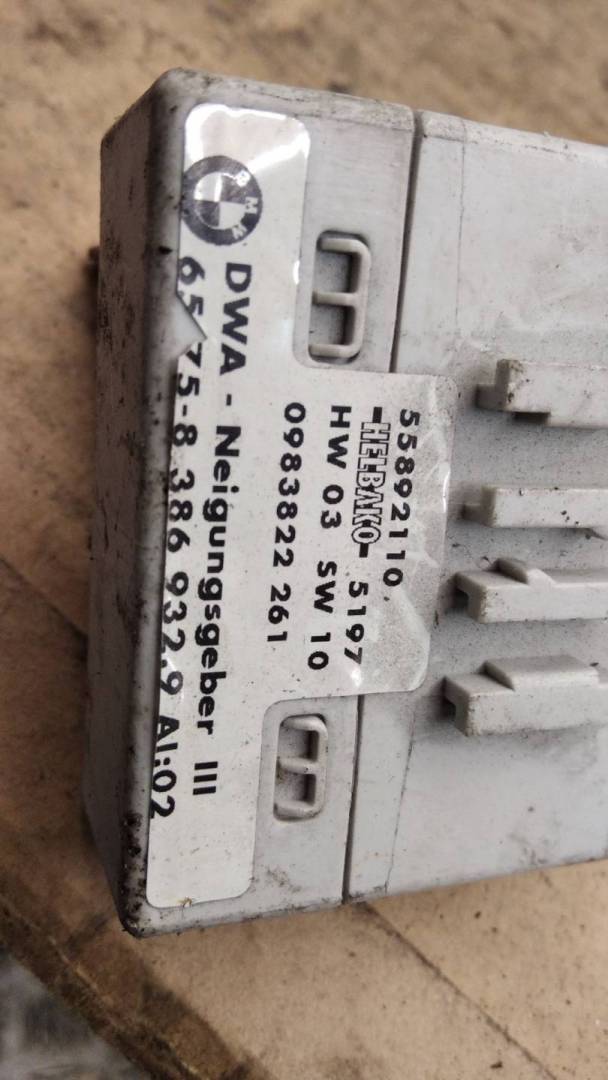 55892110
HELBAKO 5197
HW 03 SW 10
0983822 261
BMW
DWA - Neigungsgeber III
65 75-8 386 932.9 AI:02